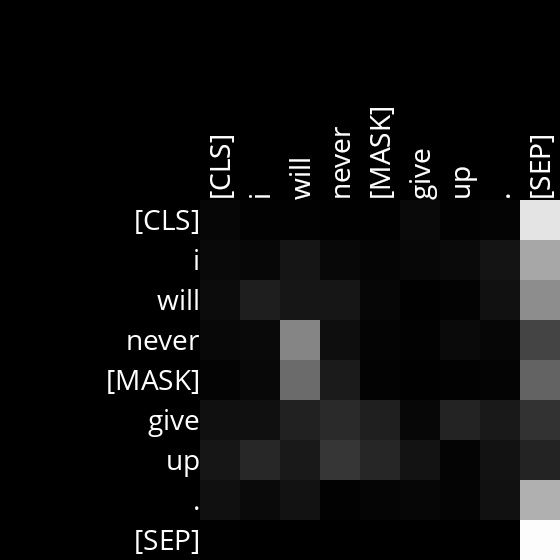 [CLS] i will never [MASK] give up . [SEP]
[CLS]
i
will
never
[MASK]
give
up
.
[SEP]